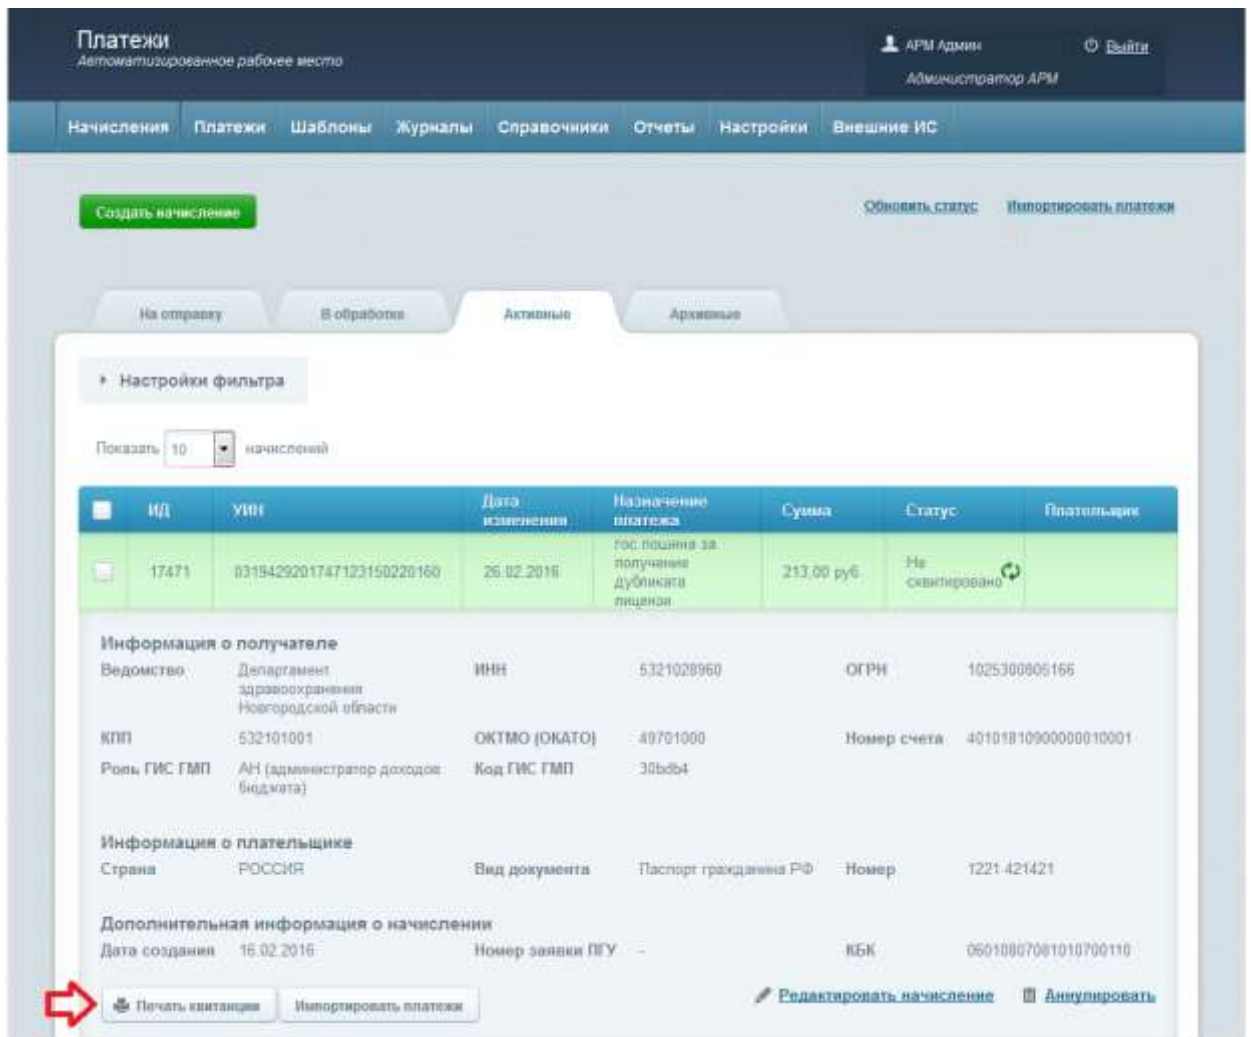 Платежи
Автоматизированное рабочее место
АРМ Админ
Выйти
Администратор АРМ
Начисления Платежи Шаблоны Журналы Справочники Отчеты Настройки Внешние ИС
Создать начисление
Обновить статус Импортировать платежи
На отправку В обработке Активные Архивные
Настройки фильтра
Показать 10 начислений
ИД УИН Дата изменения Назначение платежа Сумма Статус Плательщик
17471 0319429201747123150220160 26.02.2016 гос.пошина за получение дубликата лицензи 213,00 руб. Не сквитировано
Информация о получателе
Ведомство Департамент здравоохранения Новгородской области ИНН 5321028960 ОГРН 1025300805166
КПП 532101001 ОКТМО (ОКАТО) 49701000 Номер счета 40101810900000010001
Роль ГИС ГМП АН (администратор доходов бюджета) Код ГИС ГМП 30bdb4
Информация о плательщике
Страна РОССИЯ Вид документа Паспорт гражданина РФ Номер 1221 421421
Дополнительная информация о начислении
Дата создания 16.02.2016 Номер заявки ПГУ - КБК 06010807081010700110
Печать квитанции Импортировать платежи Редактировать начисление Аннулировать